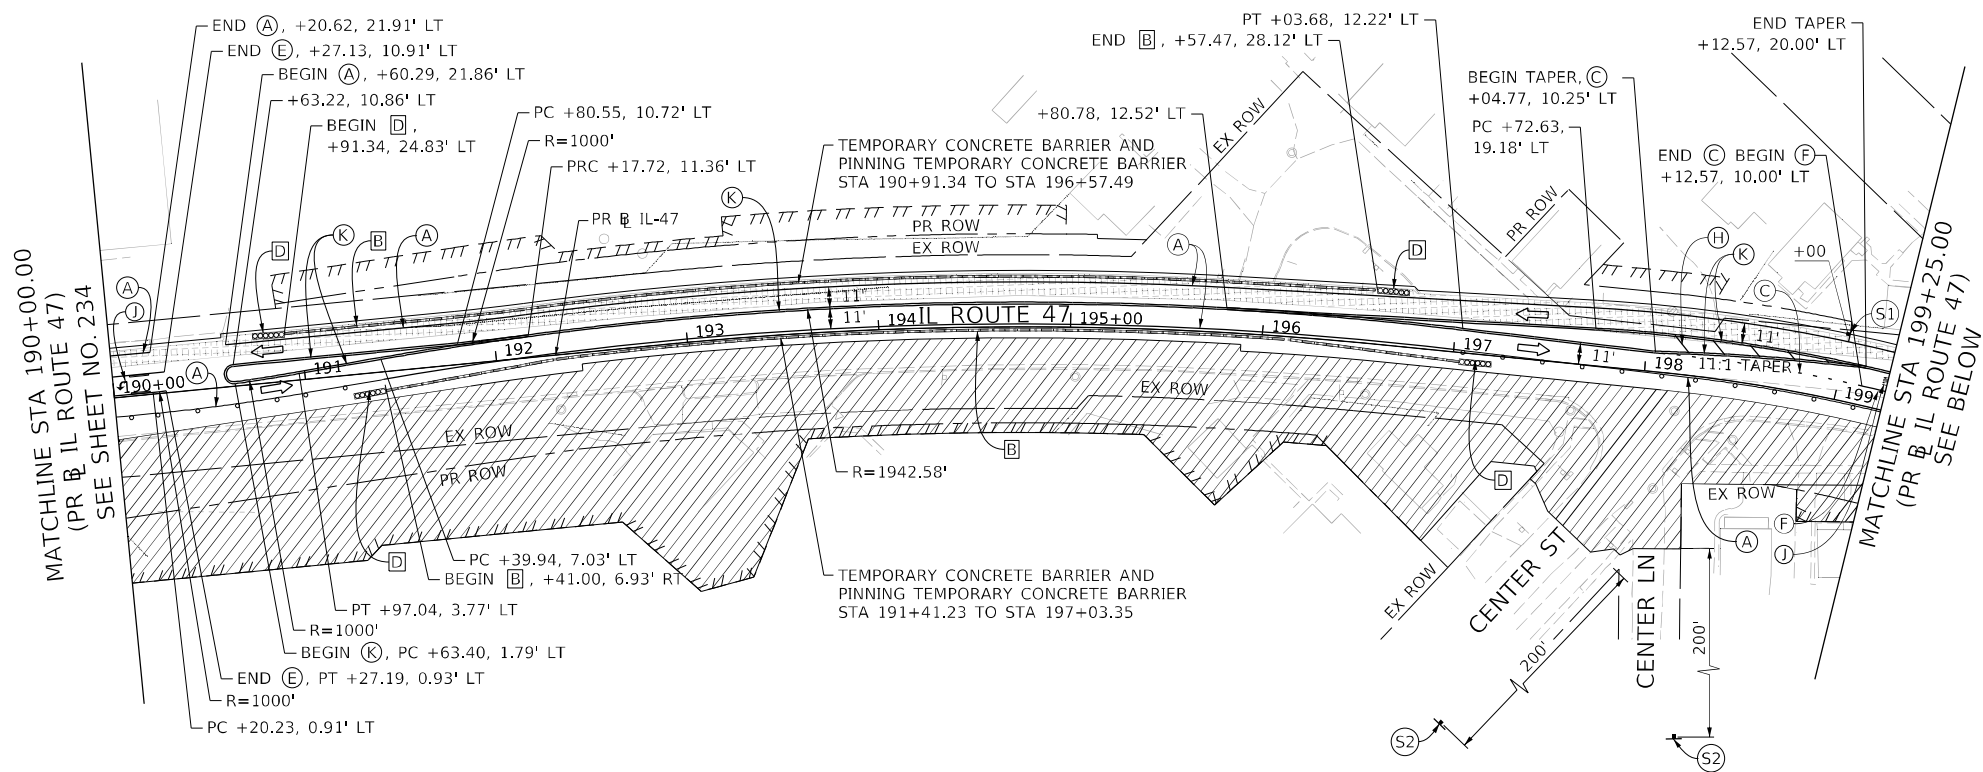 END A, +20.62, 21.91' LT
END E, +27.13, 10.91' LT
BEGIN A, +60.29, 21.86' LT
+63.22, 10.86' LT
BEGIN D,
+91.34, 24.83' LT
PC +80.55, 10.72' LT
R=1000'
PRC +17.72, 11.36' LT
PR BL IL-47
TEMPORARY CONCRETE BARRIER AND
PINNING TEMPORARY CONCRETE BARRIER
STA 190+91.34 TO STA 196+57.49
+80.78, 12.52' LT
PT +03.68, 12.22' LT
END B, +57.47, 28.12' LT
END TAPER
+12.57, 20.00' LT
BEGIN TAPER, C
+04.77, 10.25' LT
PC +72.63,
19.18' LT
END C BEGIN F
+12.57, 10.00' LT
EX ROW
PR ROW
PR ROW
EX ROW
D
K
B
A
K
A
D
H
K
+00
C
S1
A
J
MATCHLINE STA 190+00.00
(PR BL IL ROUTE 47)
SEE SHEET NO. 234
MATCHLINE STA 199+25.00
(PR BL IL ROUTE 47)
SEE BELOW
11'
11'
IL ROUTE 47
11'
11'
11:1 TAPER
190+00
191
192
193
194
195+00
196
197
198
199
A
EX ROW
PR ROW
EX ROW
B
D
D
A
EX ROW
F
J
R=1942.58'
PC +39.94, 7.03' LT
BEGIN B, +41.00, 6.93' RT
PT +97.04, 3.77' LT
R=1000'
BEGIN K, PC +63.40, 1.79' LT
END E, PT +27.19, 0.93' LT
R=1000'
PC +20.23, 0.91' LT
TEMPORARY CONCRETE BARRIER AND
PINNING TEMPORARY CONCRETE BARRIER
STA 191+41.23 TO STA 197+03.35
EX ROW
CENTER ST
CENTER LN
200'
200'
S2
S2